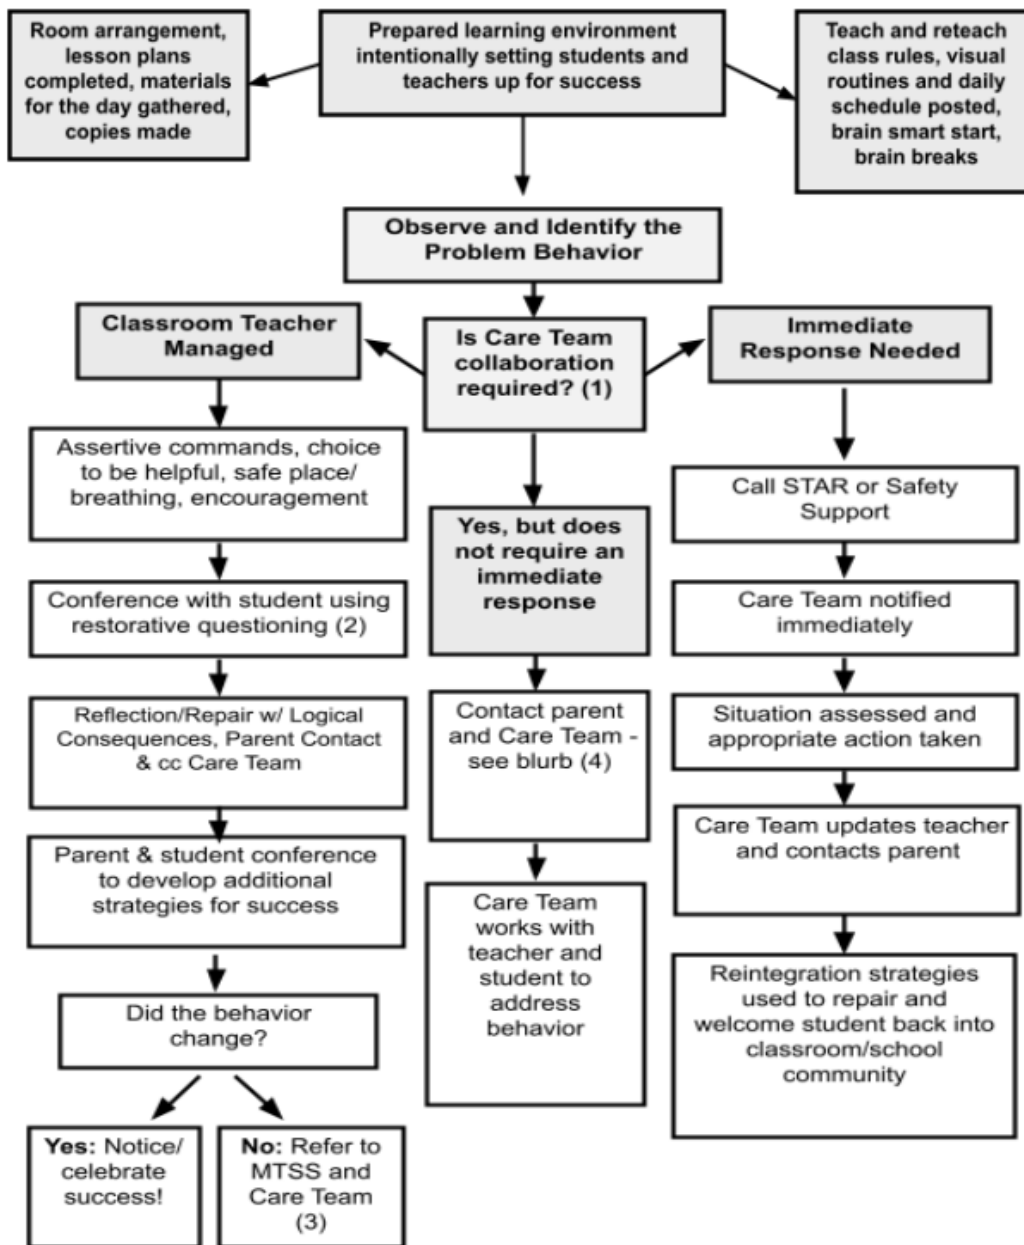 Room arrangement,
lesson plans
completed, materials
for the day gathered,
copies made
Prepared learning environment
intentionally setting students and
teachers up for success
Teach and reteach
class rules, visual
routines and daily
schedule posted,
brain smart start,
brain breaks
Observe and Identify the
Problem Behavior
Classroom Teacher
Managed
Is Care Team
collaboration
required? (1)
Immediate
Response Needed
Assertive commands, choice
to be helpful, safe place/
breathing, encouragement
Conference with student using
restorative questioning (2)
Reflection/Repair w/ Logical
Consequences, Parent Contact
& cc Care Team
Parent & student conference
to develop additional
strategies for success
Did the behavior
change?
Yes: Notice/
celebrate
success!
No: Refer to
MTSS and
Care Team
(3)
Yes, but does
not require an
immediate
response
Contact parent
and Care Team -
see blurb (4)
Care Team
works with
teacher and
student to
address
behavior
Call STAR or Safety
Support
Care Team notified
immediately
Situation assessed and
appropriate action taken
Care Team updates teacher
and contacts parent
Reintegration strategies
used to repair and
welcome student back into
classroom/school
community